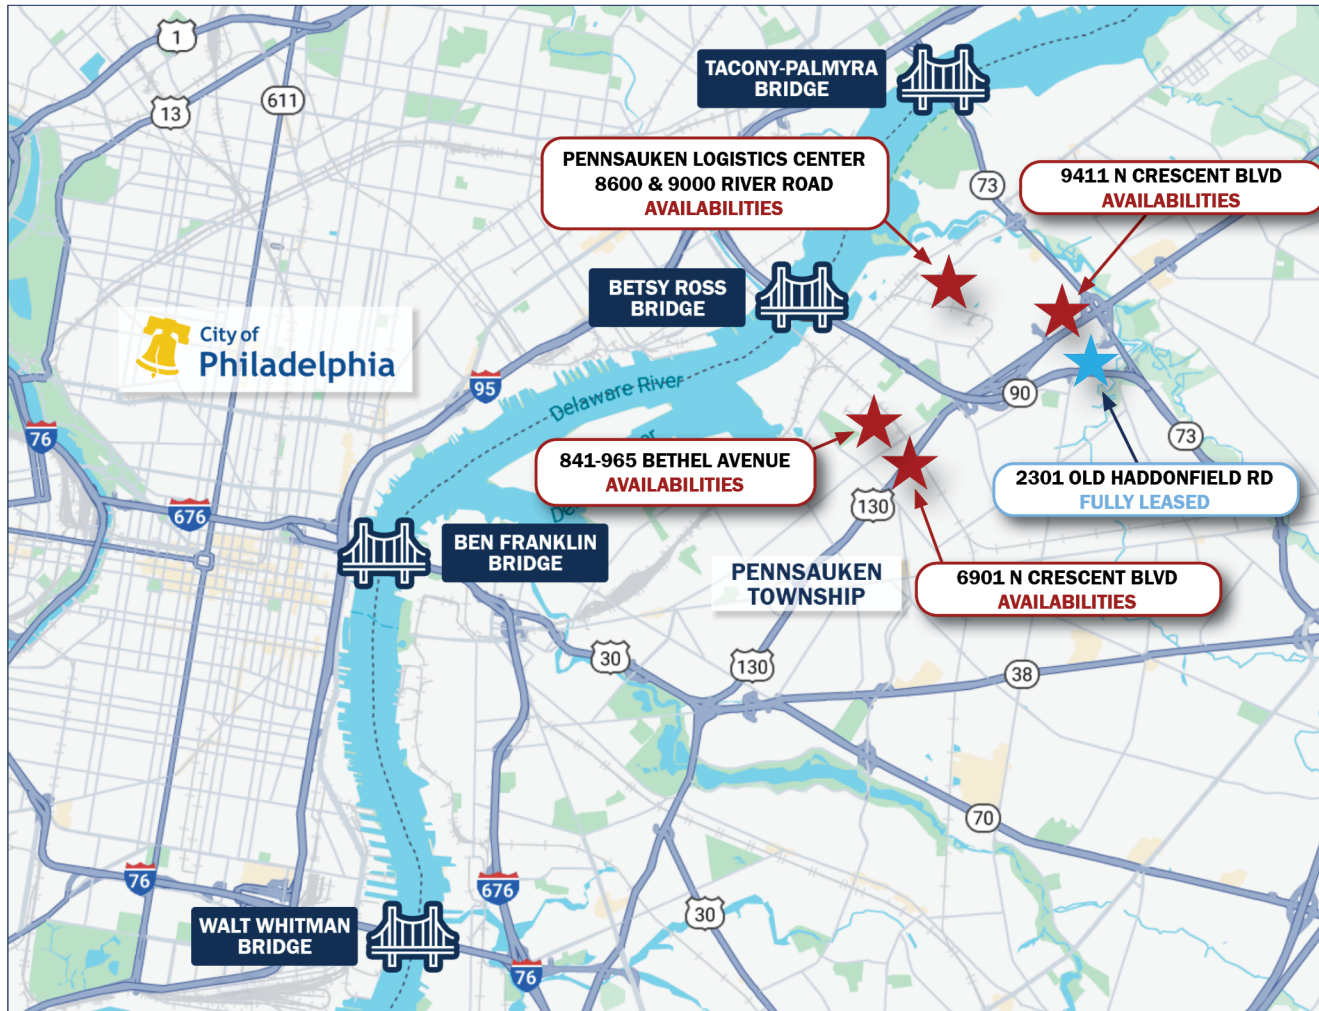 1
13
611
TACONY-PALMYRA
BRIDGE
PENNSAUKEN LOGISTICS CENTER
8600 & 9000 RIVER ROAD
AVAILABILITIES
73
9411 N CRESCENT BLVD
AVAILABILITIES
BETSY ROSS
BRIDGE
City of
Philadelphia
95
Delaware River
90
73
76
841-965 BETHEL AVENUE
AVAILABILITIES
2301 OLD HADDONFIELD RD
FULLY LEASED
676
130
BEN FRANKLIN
BRIDGE
PENNSAUKEN
TOWNSHIP
6901 N CRESCENT BLVD
AVAILABILITIES
30
130
38
70
76
676
30
WALT WHITMAN
BRIDGE
76